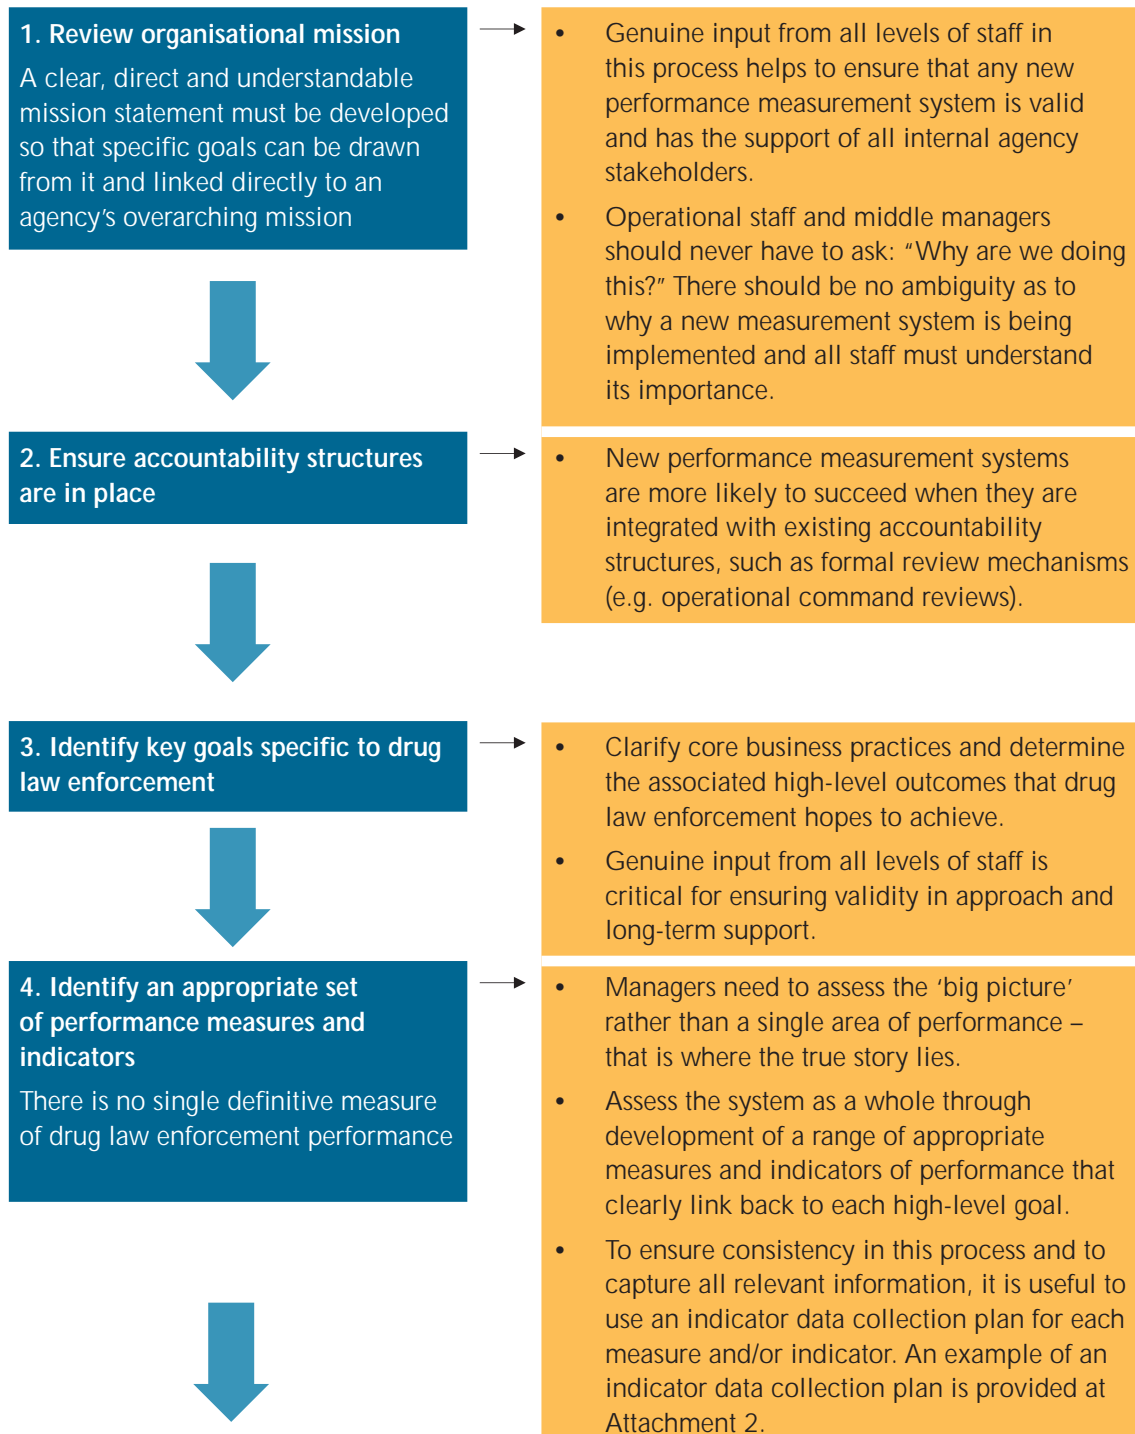 1. Review organisational mission
A clear, direct and understandable
mission statement must be developed
so that specific goals can be drawn
from it and linked directly to an
agency’s overarching mission
• Genuine input from all levels of staff in
this process helps to ensure that any new
performance measurement system is valid
and has the support of all internal agency
stakeholders.
• Operational staff and middle managers
should never have to ask: “Why are we doing
this?” There should be no ambiguity as to
why a new measurement system is being
implemented and all staff must understand
its importance.
2. Ensure accountability structures
are in place
• New performance measurement systems
are more likely to succeed when they are
integrated with existing accountability
structures, such as formal review mechanisms
(e.g. operational command reviews).
3. Identify key goals specific to drug
law enforcement
• Clarify core business practices and determine
the associated high-level outcomes that drug
law enforcement hopes to achieve.
• Genuine input from all levels of staff is
critical for ensuring validity in approach and
long-term support.
4. Identify an appropriate set
of performance measures and
indicators
There is no single definitive measure
of drug law enforcement performance
• Managers need to assess the ‘big picture’
rather than a single area of performance –
that is where the true story lies.
• Assess the system as a whole through
development of a range of appropriate
measures and indicators of performance that
clearly link back to each high-level goal.
• To ensure consistency in this process and to
capture all relevant information, it is useful to
use an indicator data collection plan for each
measure and/or indicator. An example of an
indicator data collection plan is provided at
Attachment 2.